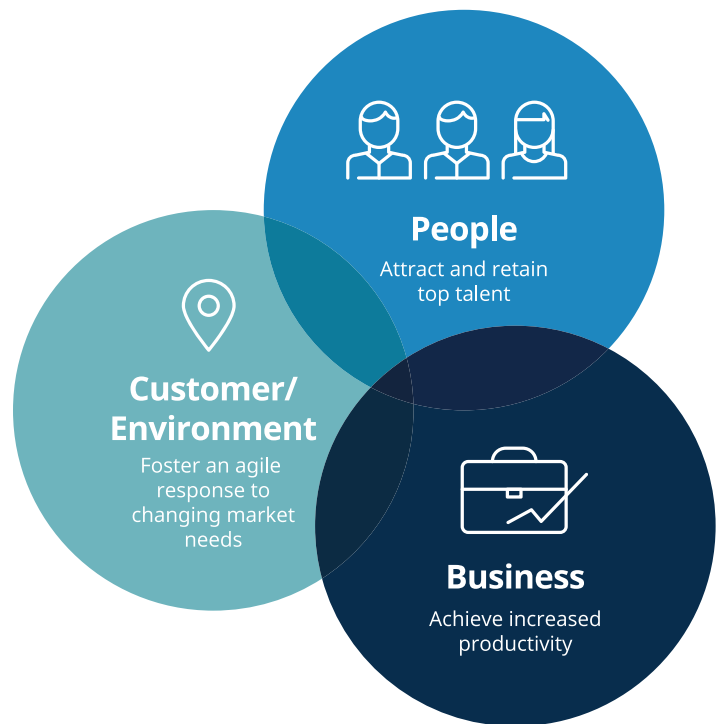 People
Attract and retain
top talent
Customer/
Environment
Foster an agile
response to
changing market
needs
Business
Achieve increased
productivity